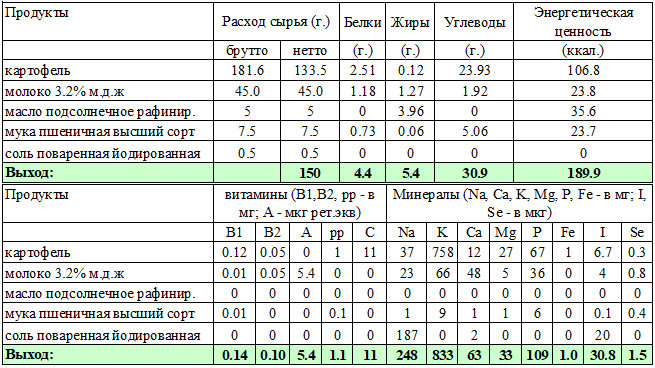 Продукты Расход сырья (г.) Белки Жиры Углеводы Энергетическая ценность
брутто нетто (г.) (г.) (г.) (ккал.)
картофель 181.6 133.5 2.51 0.12 23.93 106.8
молоко 3.2% м.д.ж 45.0 45.0 1.18 1.27 1.92 23.8
масло подсолнечное рафинир. 5 5 0 3.96 0 35.6
мука пшеничная высший сорт 7.5 7.5 0.73 0.06 5.06 23.7
соль поваренная йодированная 0.5 0.5 0 0 0 0
Выход: 150 4.4 5.4 30.9 189.9
Продукты витамины (B1,B2, pp - в мг; A - мкг рет.экв) Минералы (Na, Ca, K, Mg, P, Fe - в мг; I, Se - в мкг)
B1 B2 A pp C Na K Ca Mg P Fe I Se
картофель 0.12 0.05 0 1 11 37 758 12 27 67 1 6.7 0.3
молоко 3.2% м.д.ж 0.01 0.05 5.4 0 0 23 66 48 5 36 0 4 0.8
масло подсолнечное рафинир. 0 0 0 0 0 0 0 0 0 0 0 0 0
мука пшеничная высший сорт 0.01 0 0 0.1 0 1 9 1 1 6 0 0.1 0.4
соль поваренная йодированная 0 0 0 0 0 187 0 2 0 0 0 20 0
Выход: 0.14 0.10 5.4 1.1 11 248 833 63 33 109 1.0 30.8 1.5